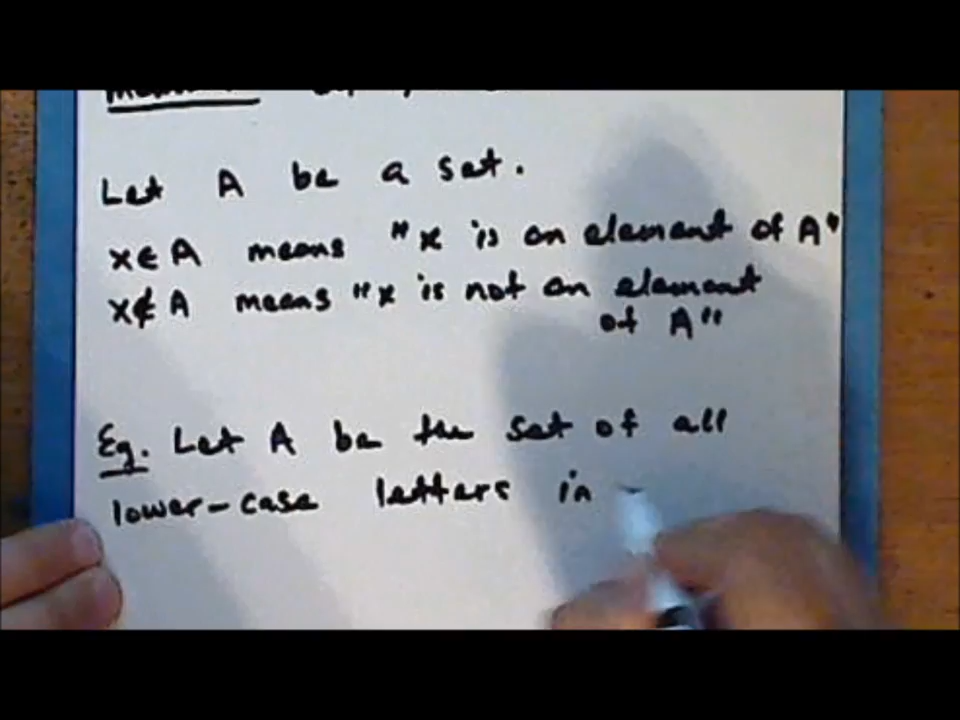 Let A be a set.
x∈A means "x is an element of A"
x∉A means "x is not an element
of A"
Eg. Let A be the set of all
lower-case letters in